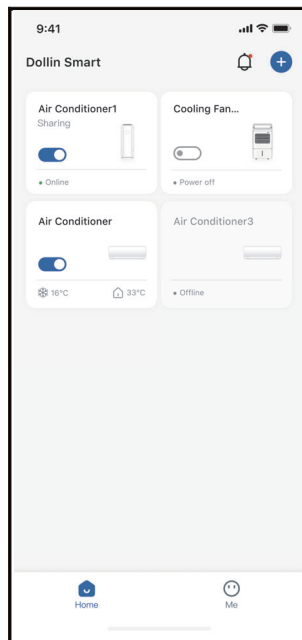 9:41
Dollin Smart
Air Conditioner1
Sharing
• Online
Cooling Fan...
• Power off
Air Conditioner
16°C
33°C
Air Conditioner3
• Offline
Home
Me